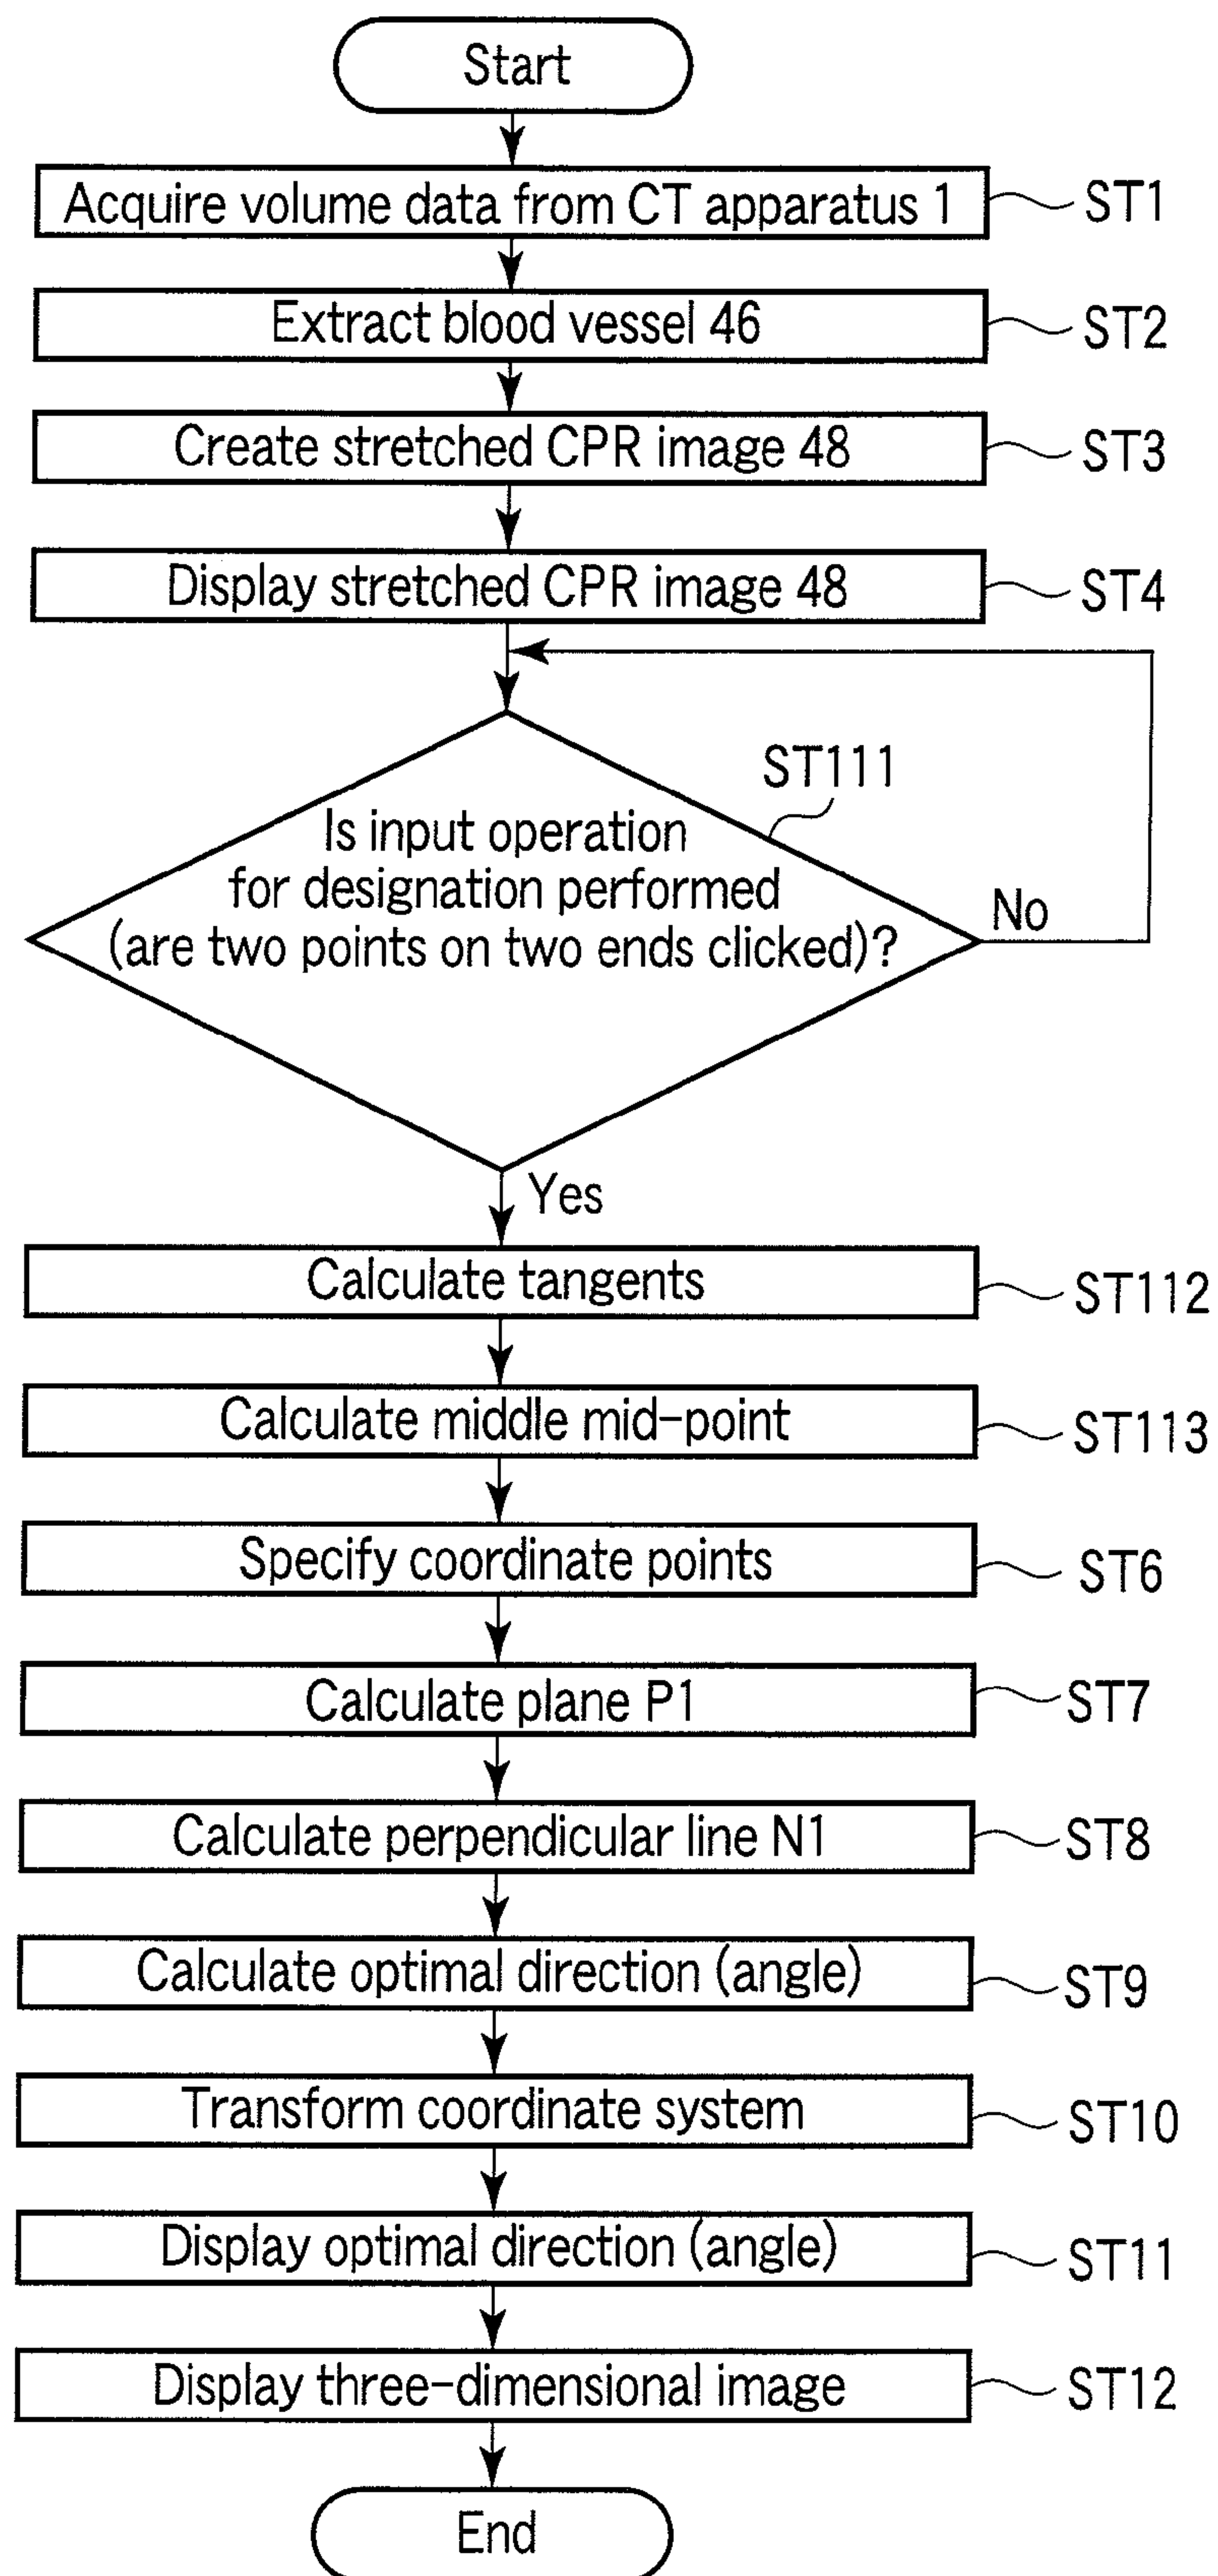 Start
Acquire volume data from CT apparatus 1
ST1
Extract blood vessel 46
ST2
Create stretched CPR image 48
ST3
Display stretched CPR image 48
ST4
ST111
Is input operation
for designation performed
(are two points on two ends clicked)?
No
Yes
Calculate tangents
ST112
Calculate middle mid-point
ST113
Specify coordinate points
ST6
Calculate plane P1
ST7
Calculate perpendicular line N1
ST8
Calculate optimal direction (angle)
ST9
Transform coordinate system
ST10
Display optimal direction (angle)
ST11
Display three-dimensional image
ST12
End